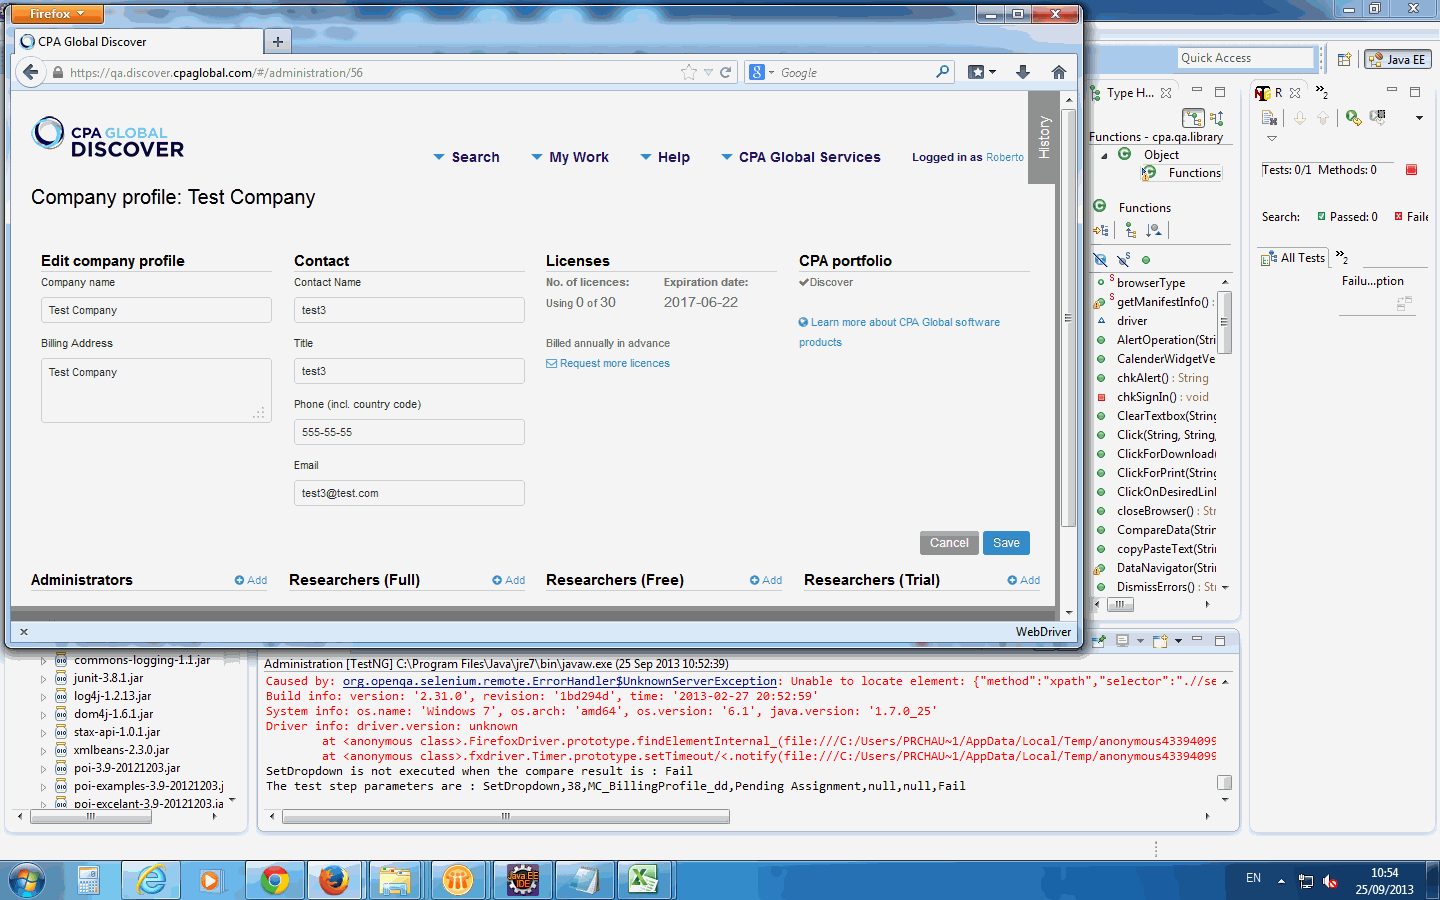 Firefox
CPA Global Discover
https://qa.discover.cpaglobal.com/#/administration/56
Google
CPA GLOBAL
DISCOVER
Search
My Work
Help
CPA Global Services
Logged in as Roberto
History
Company profile: Test Company
Edit company profile
Contact
Licenses
CPA portfolio
Company name
Contact Name
No. of licences:
Expiration date:
Discover
Test Company
test3
Using 0 of 30
2017-06-22
Learn more about CPA Global software
products
Billing Address
Title
Billed annually in advance
Test Company
test3
Request more licences
Phone (incl. country code)
555-55-55
Email
test3@test.com
Cancel
Save
Administrators
Add
Researchers (Full)
Add
Researchers (Free)
Add
Researchers (Trial)
Add
WebDriver
Quick Access
Java EE
Type H...
Functions - cpa.qa.library
Object
Functions
Functions
browserType
getManifestInfo() :
driver
AlertOperation(Stri
CalenderWidgetVe
chkAlert() : String
chkSignIn() : void
ClearTextbox(String
Click(String, String,
ClickForDownload(
ClickForPrint(String
ClickOnDesiredLinl
closeBrowser() : Str
CompareData(Strin
copyPasteText(Strin
DataNavigator(Strin
DismissErrors() : Str
R
2
Tests: 0/1 Methods: 0
Search:
Passed: 0
Faile
All Tests
2
Failu...ption
commons-logging-1.1.jar
junit-3.8.1.jar
log4j-1.2.13.jar
dom4j-1.6.1.jar
stax-api-1.0.1.jar
xmlbeans-2.3.0.jar
poi-3.9-20121203.jar
poi-examples-3.9-20121203.j
poi-excelant-3.9-20121203.ja
Administration [TestNG] C:\Program Files\Java\jre7\bin\javaw.exe (25 Sep 2013 10:52:39)
Caused by: org.openqa.selenium.remote.ErrorHandler$UnknownServerException: Unable to locate element: {"method":"xpath","selector":".//se
Build info: version: '2.31.0', revision: '1bd294d', time: '2013-02-27 20:52:59'
System info: os.name: 'Windows 7', os.arch: 'amd64', os.version: '6.1', java.version: '1.7.0_25'
Driver info: driver.version: unknown
at <anonymous class>.FirefoxDriver.prototype.findElementInternal_(file:///C:/Users/PRCHAU~1/AppData/Local/Temp/anonymous43394099
at <anonymous class>.fxdriver.Timer.prototype.setTimeout/<.notify(file:///C:/Users/PRCHAU~1/AppData/Local/Temp/anonymous43394099
SetDropdown is not executed when the compare result is : Fail
The test step parameters are : SetDropdown,38,MC_BillingProfile_dd,Pending Assignment,null,null,Fail
Java EE
IDE
EN
10:54
25/09/2013